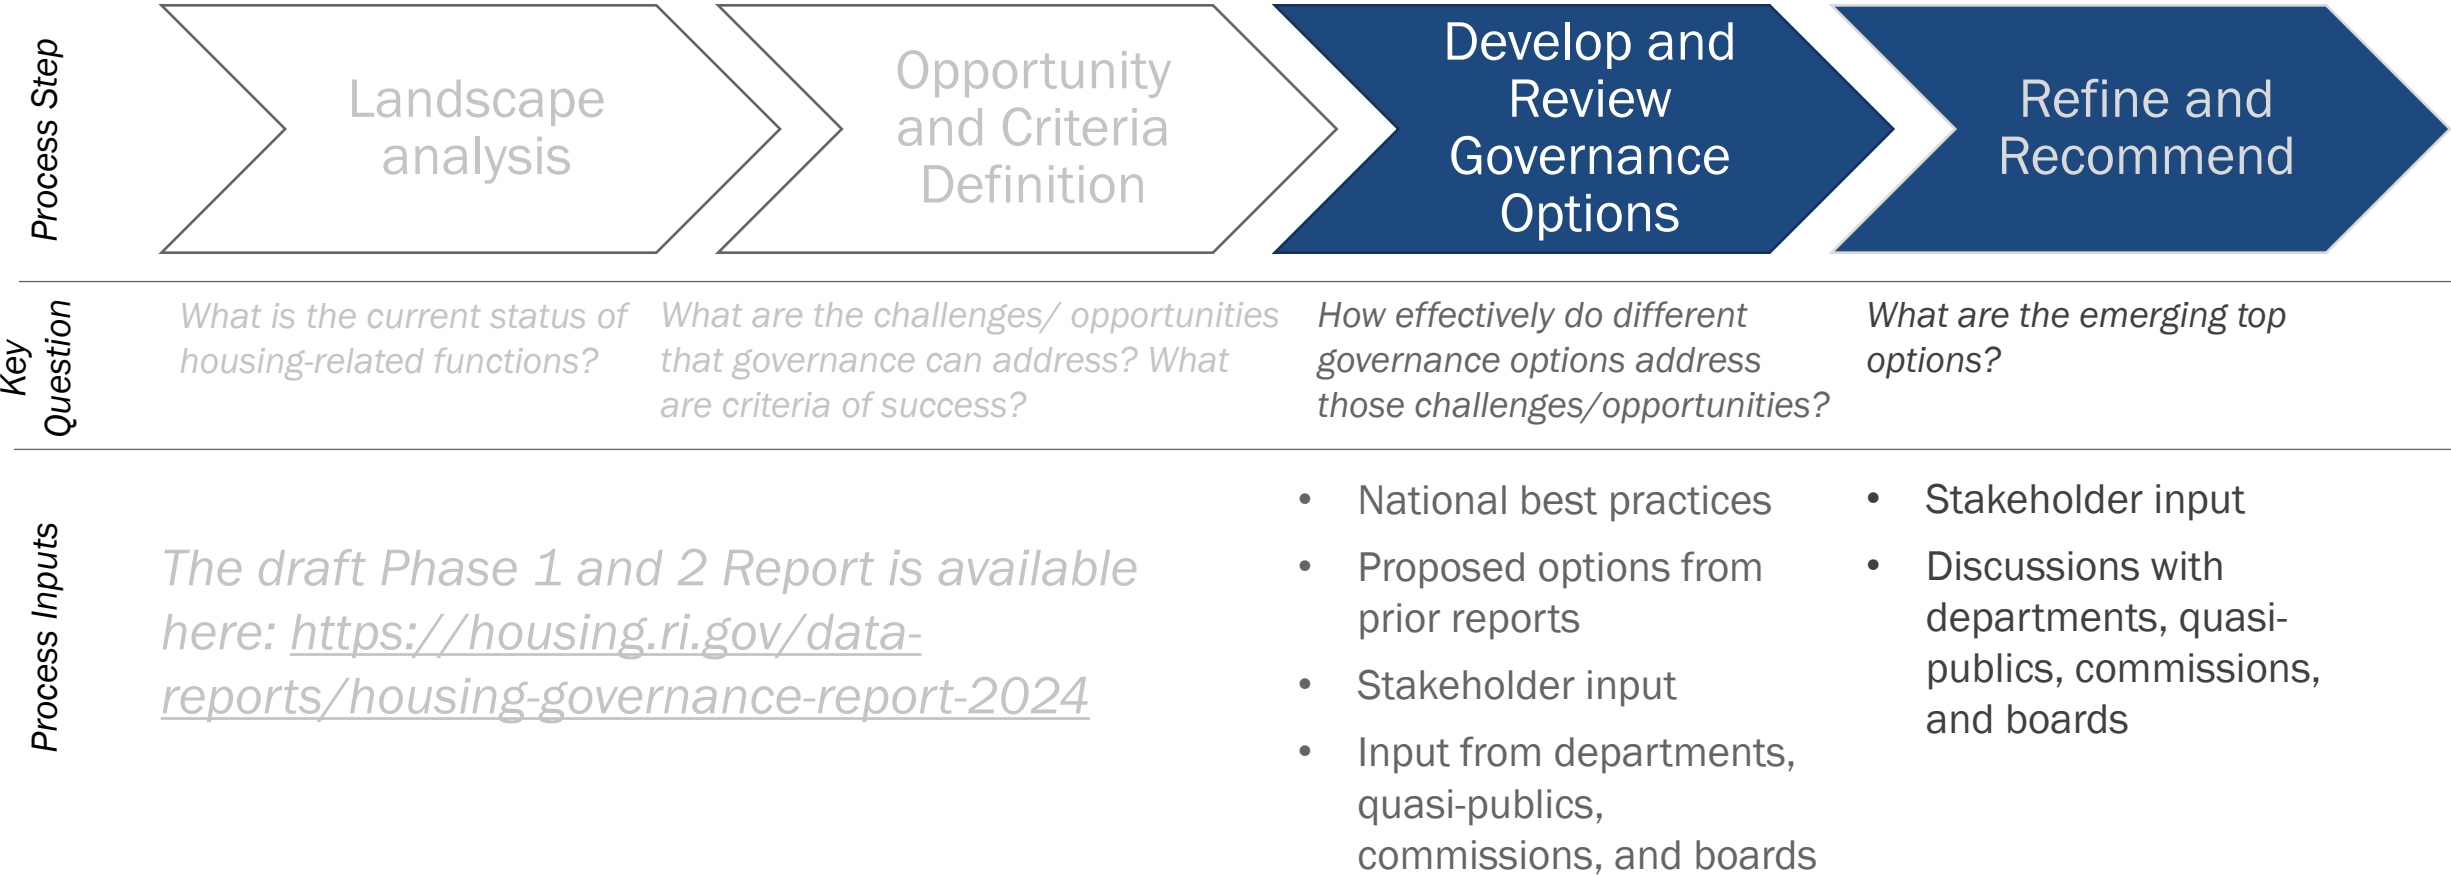 Process Step
Landscape
analysis
Opportunity
and Criteria
Definition
Develop and
Review
Governance
Options
Refine and
Recommend
Key
Question
What is the current status of
housing-related functions?
What are the challenges/ opportunities
that governance can address? What
are criteria of success?
How effectively do different
governance options address
those challenges/opportunities?
What are the emerging top
options?
Process Inputs
The draft Phase 1 and 2 Report is available
here: https://housing.ri.gov/data-
reports/housing-governance-report-2024
• National best practices
• Proposed options from
prior reports
• Stakeholder input
• Input from departments,
quasi-publics,
commissions, and boards
• Stakeholder input
• Discussions with
departments, quasi-
publics, commissions,
and boards